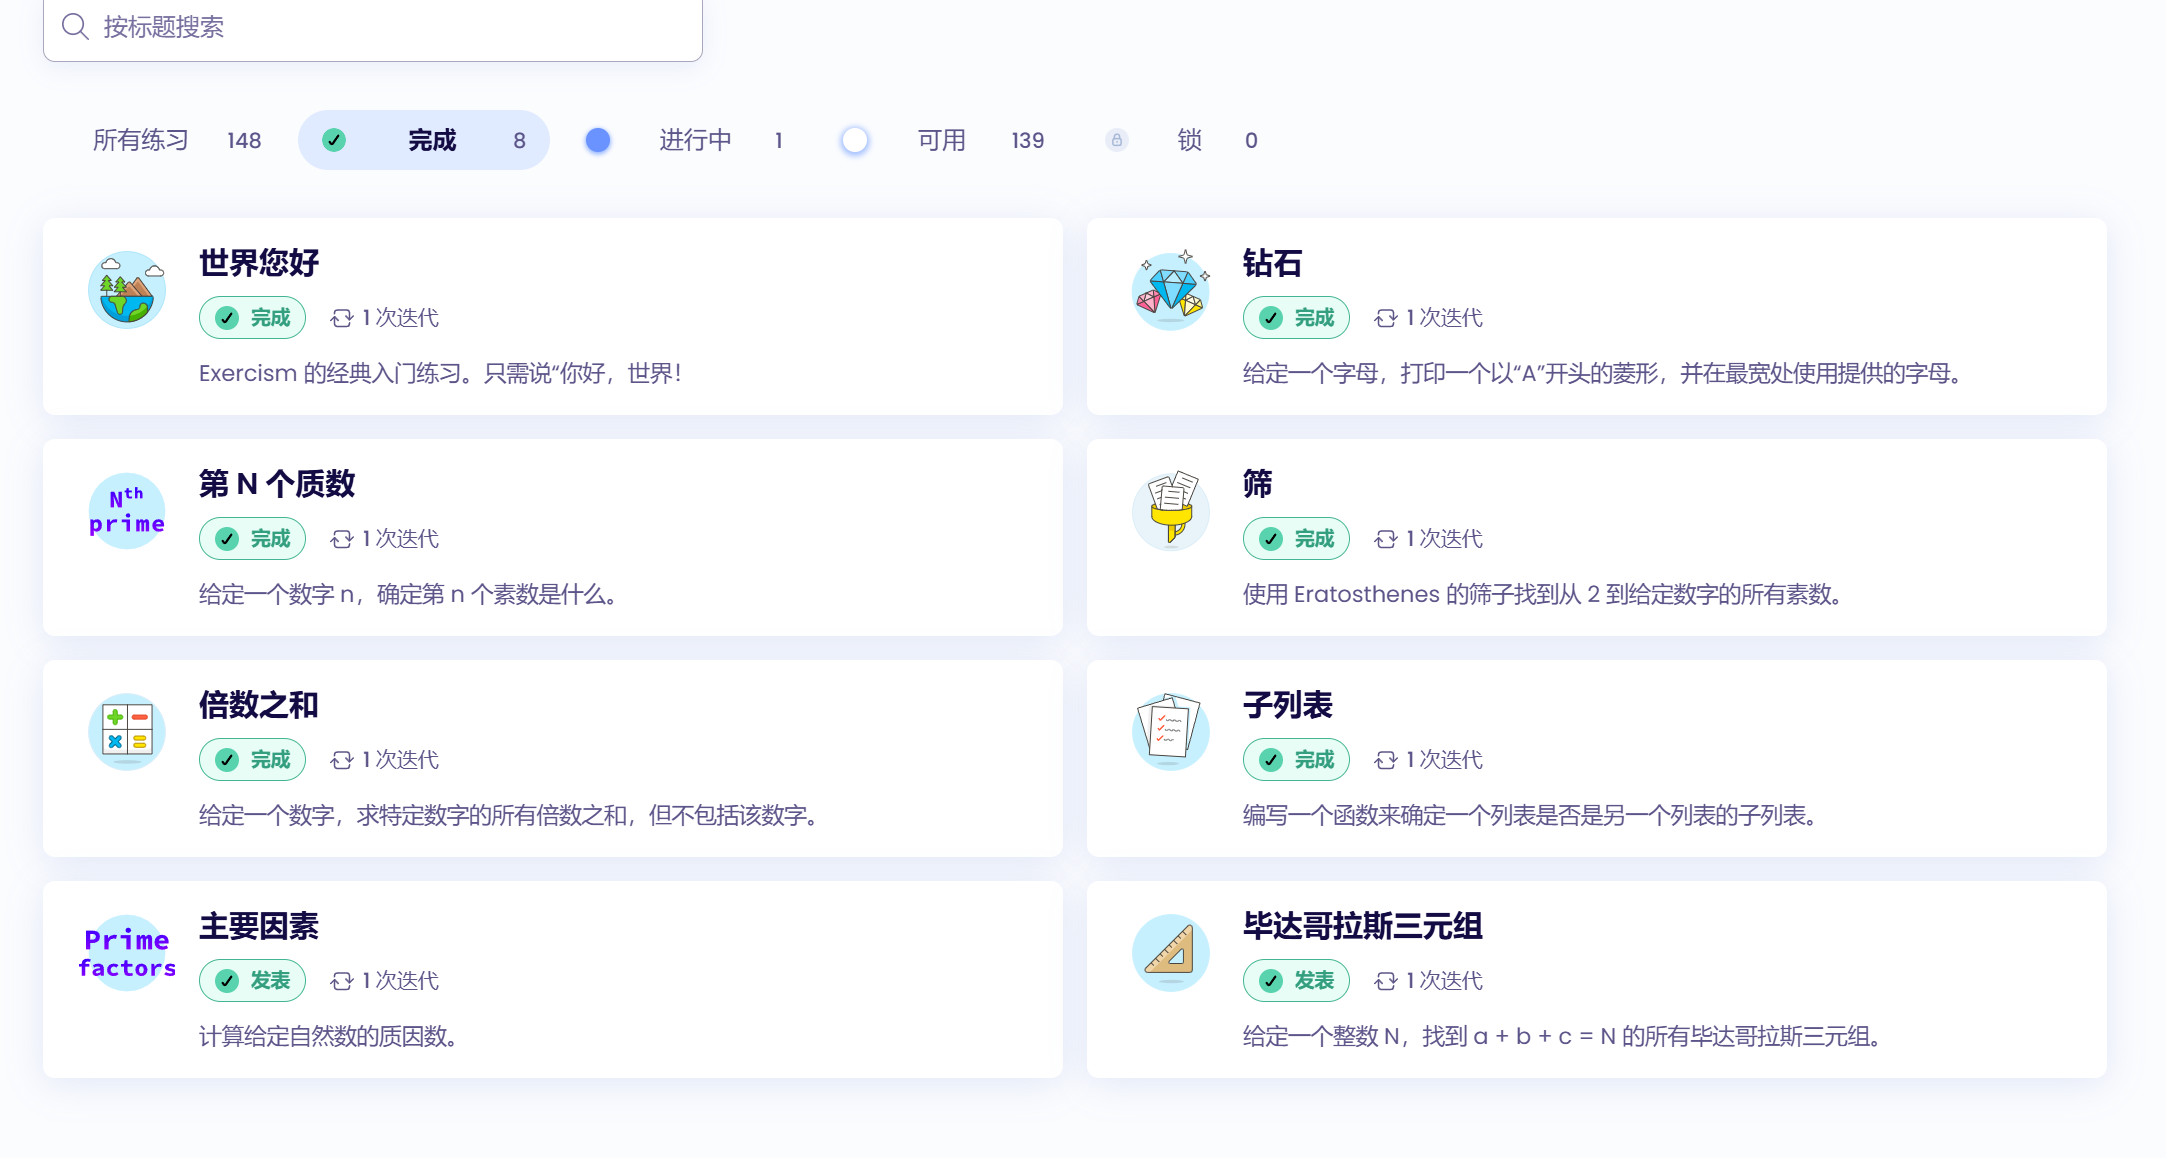 按标题搜索
所有练习 148 完成 8 进行中 1 可用 139 锁 0
世界您好
完成 1 次迭代
Exercism 的经典入门练习。只需说“你好，世界！
钻石
完成 1 次迭代
给定一个字母，打印一个以“A”开头的菱形，并在最宽处使用提供的字母。
Nth
prime
第 N 个质数
完成 1 次迭代
给定一个数字 n，确定第 n 个素数是什么。
筛
完成 1 次迭代
使用 Eratosthenes 的筛子找到从 2 到给定数字的所有素数。
倍数之和
完成 1 次迭代
给定一个数字，求特定数字的所有倍数之和，但不包括该数字。
子列表
完成 1 次迭代
编写一个函数来确定一个列表是否是另一个列表的子列表。
Prime
factors
主要因素
发表 1 次迭代
计算给定自然数的质因数。
毕达哥拉斯三元组
发表 1 次迭代
给定一个整数 N，找到 a + b + c = N 的所有毕达哥拉斯三元组。